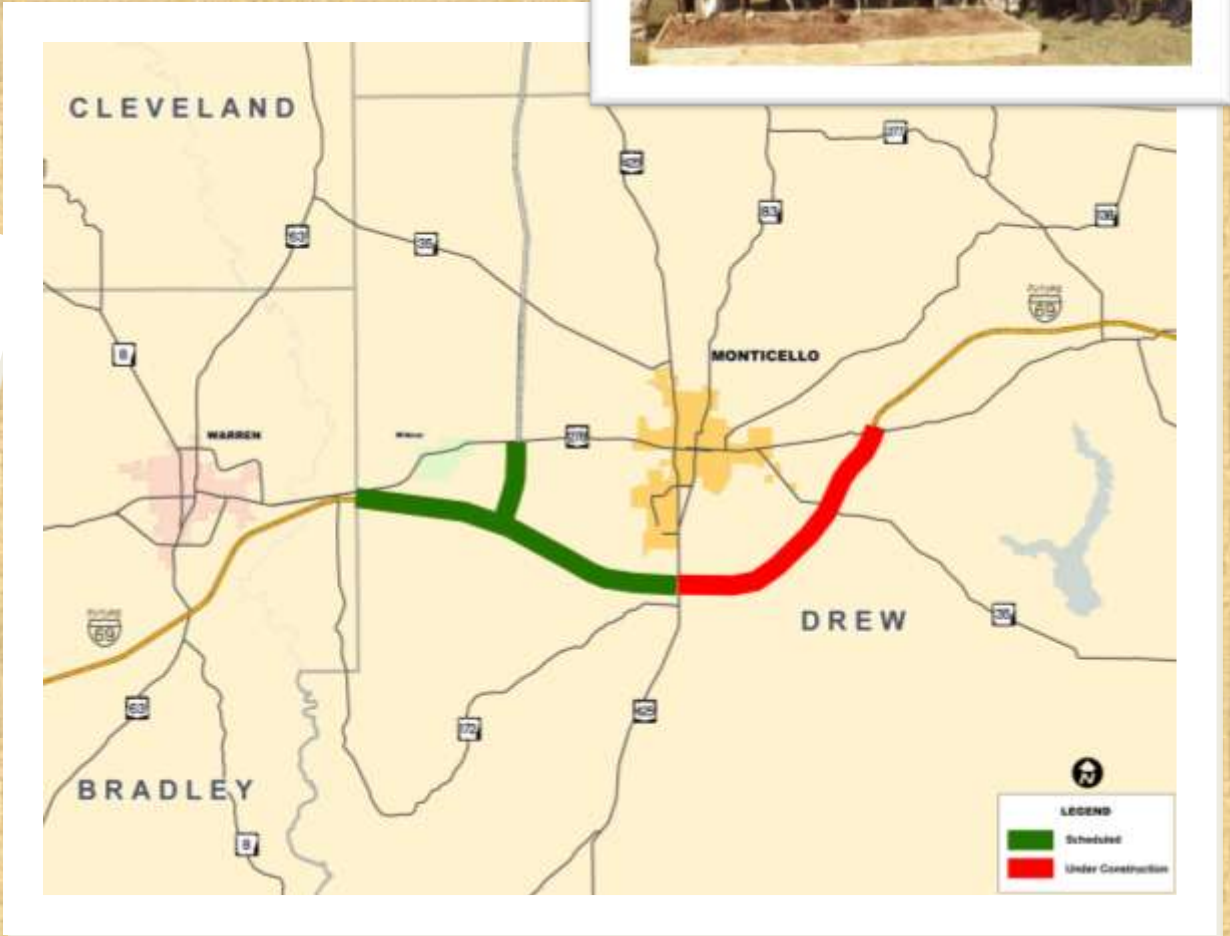 CLEVELAND
425
277
83
138
63
35
FUTURE
69
8
MONTICELLO
WARREN
278
FUTURE
69
DREW
35
63
172
425
BRADLEY
8
N
LEGEND
Scheduled
Under Construction